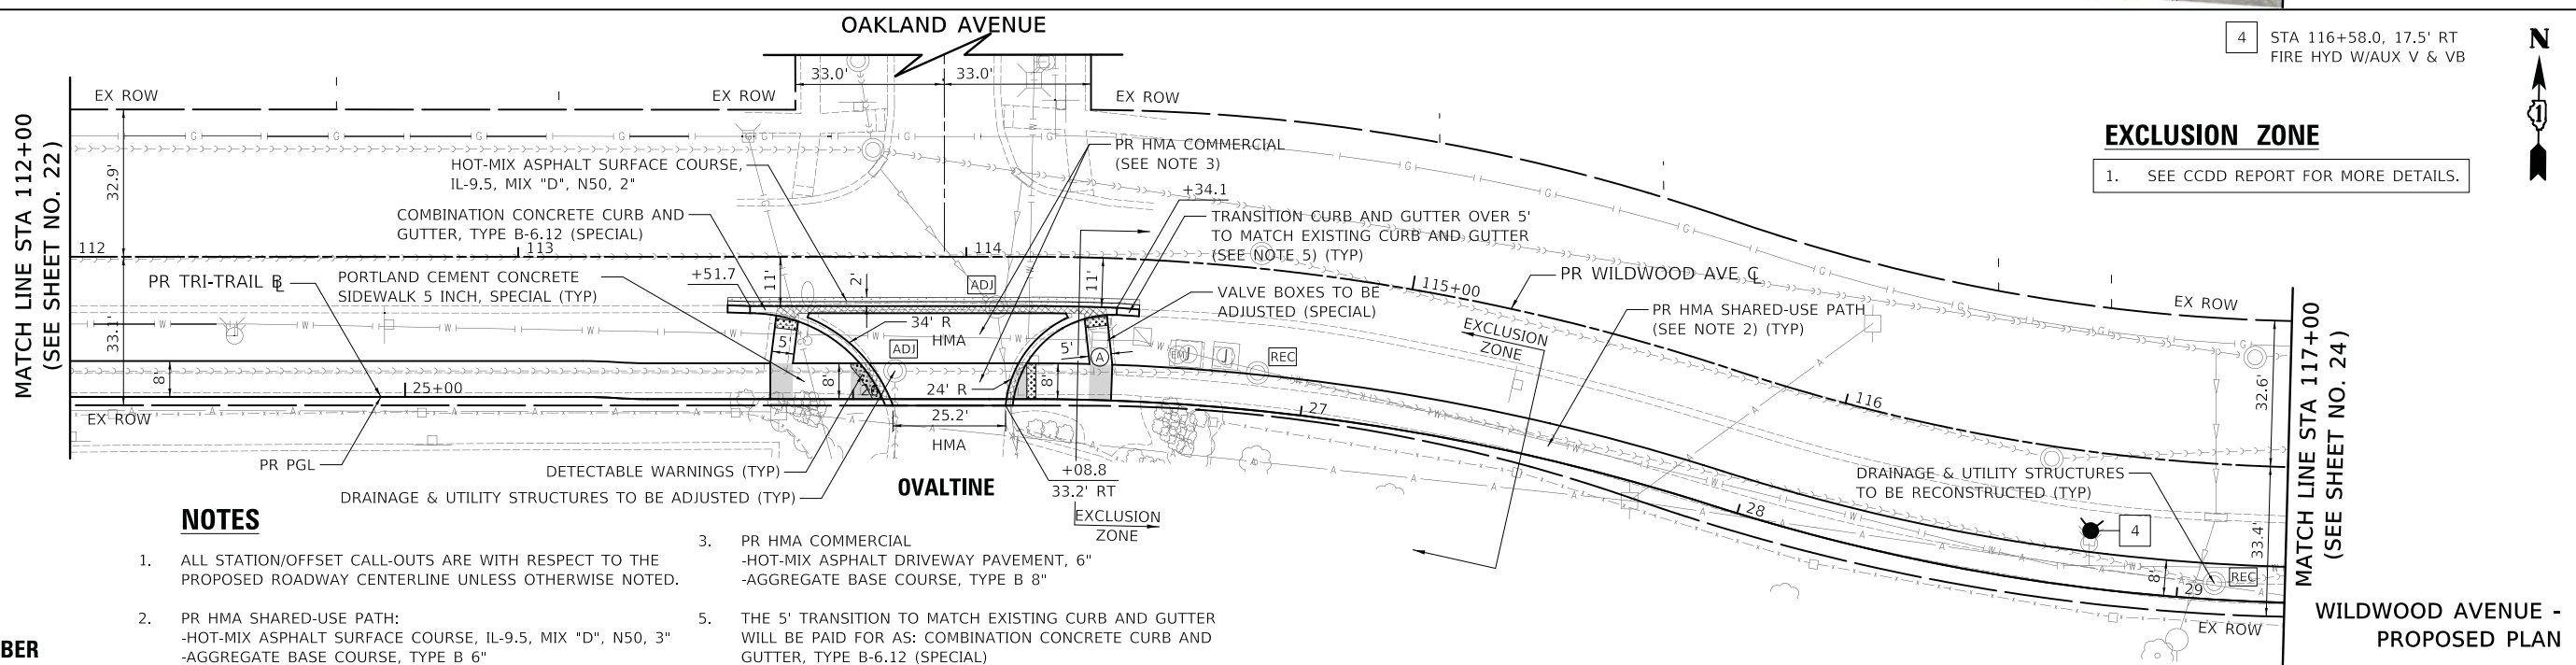 OAKLAND AVENUE
4
STA 116+58.0, 17.5' RT
FIRE HYD W/AUX V & VB
N
EXCLUSION ZONE
1. SEE CCDD REPORT FOR MORE DETAILS.
MATCH LINE STA 112+00
(SEE SHEET NO. 22)
EX ROW
EX ROW
33.0'
33.0'
EX ROW
32.9'
HOT-MIX ASPHALT SURFACE COURSE,
IL-9.5, MIX "D", N50, 2"
PR HMA COMMERCIAL
(SEE NOTE 3)
+34.1
COMBINATION CONCRETE CURB AND
GUTTER, TYPE B-6.12 (SPECIAL)
TRANSITION CURB AND GUTTER OVER 5'
TO MATCH EXISTING CURB AND GUTTER
(SEE NOTE 5) (TYP)
112
113
114
115+00
116
PR TRI-TRAIL BL
PORTLAND CEMENT CONCRETE
SIDEWALK 5 INCH, SPECIAL (TYP)
+51.7
11'
2'
ADJ
11'
VALVE BOXES TO BE
ADJUSTED (SPECIAL)
PR WILDWOOD AVE CL
PR HMA SHARED-USE PATH
(SEE NOTE 2) (TYP)
EX ROW
33.1'
5'
34' R
HMA
ADJ
5'
A
EM
J
J
REC
EXCLUSION
ZONE
8'
25+00
8'
24' R
8'
27
25.2'
HMA
EX ROW
PR PGL
DETECTABLE WARNINGS (TYP)
DRAINAGE & UTILITY STRUCTURES TO BE ADJUSTED (TYP)
OVALTINE
+08.8
33.2' RT
EXCLUSION
ZONE
28
DRAINAGE & UTILITY STRUCTURES
TO BE RECONSTRUCTED (TYP)
4
32.6'
33.4'
8'
29
REC
EX ROW
MATCH LINE STA 117+00
(SEE SHEET NO. 24)
NOTES
1. ALL STATION/OFFSET CALL-OUTS ARE WITH RESPECT TO THE
PROPOSED ROADWAY CENTERLINE UNLESS OTHERWISE NOTED.
2. PR HMA SHARED-USE PATH:
-HOT-MIX ASPHALT SURFACE COURSE, IL-9.5, MIX "D", N50, 3"
-AGGREGATE BASE COURSE, TYPE B 6"
3. PR HMA COMMERCIAL
-HOT-MIX ASPHALT DRIVEWAY PAVEMENT, 6"
-AGGREGATE BASE COURSE, TYPE B 8"
5. THE 5' TRANSITION TO MATCH EXISTING CURB AND GUTTER
WILL BE PAID FOR AS: COMBINATION CONCRETE CURB AND
GUTTER, TYPE B-6.12 (SPECIAL)
BER
WILDWOOD AVENUE -
PROPOSED PLAN